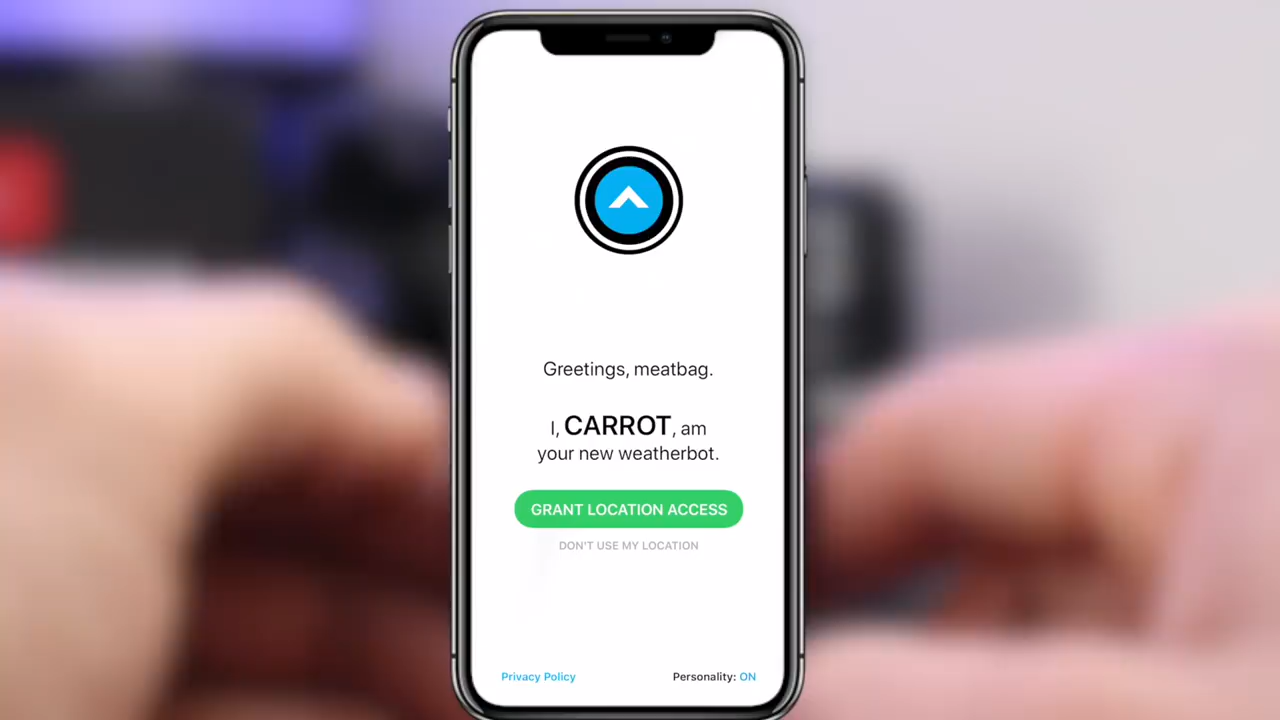 Greetings, meatbag.
I, CARROT, am
your new weatherbot.
GRANT LOCATION ACCESS
DON'T USE MY LOCATION
Privacy Policy
Personality: ON